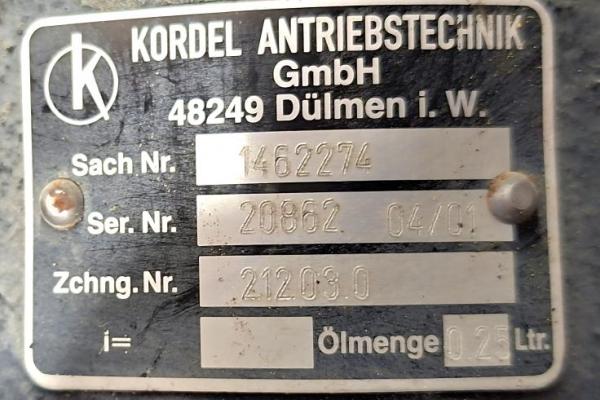 K KORDEL ANTRIEBSTECHNIK
GmbH
48249 Dülmen i. W.
Sach Nr. 1462274
Ser. Nr. 20862 04/01
Zchng. Nr. 21203.0
i= Ölmenge 0.25 Ltr.